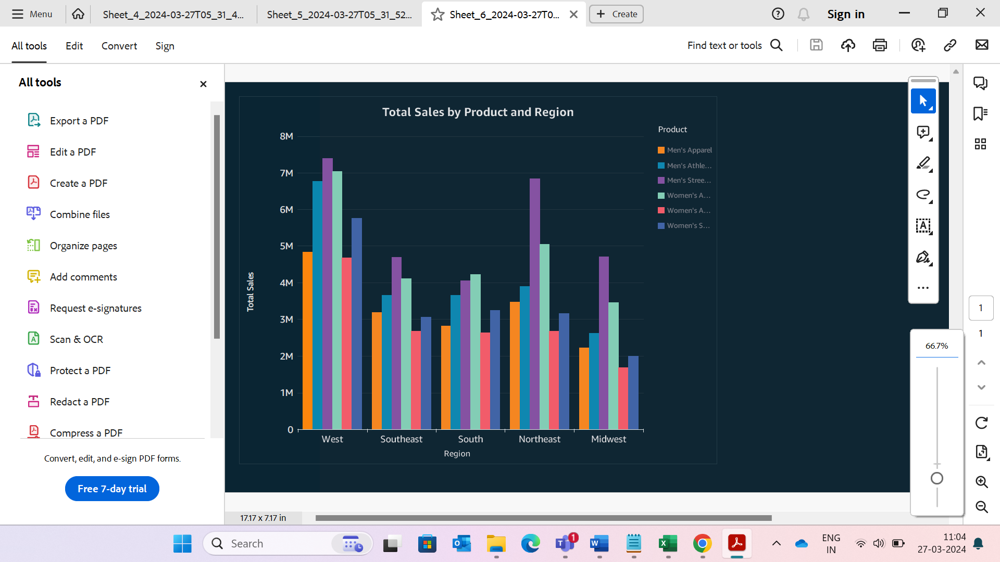 Menu
Sheet_4_2024-03-27T05_31_4...
Sheet_5_2024-03-27T05_31_52...
Sheet_6_2024-03-27T0...
Create
Sign in
All tools
Edit
Convert
Sign
Find text or tools
All tools
Export a PDF
Edit a PDF
Create a PDF
Combine files
Organize pages
Add comments
Request e-signatures
Scan & OCR
Protect a PDF
Redact a PDF
Compress a PDF
Convert, edit, and e-sign PDF forms.
Free 7-day trial
Total Sales by Product and Region
Total Sales
8M
7M
6M
5M
4M
3M
2M
1M
0
West
Southeast
South
Northeast
Midwest
Region
Product
Men's Apparel
Men's Athle...
Men's Stree...
Women's A...
Women's A...
Women's S...
1
1
66.7%
17.17 x 7.17 in
Search
1
ENG
IN
11:04
27-03-2024